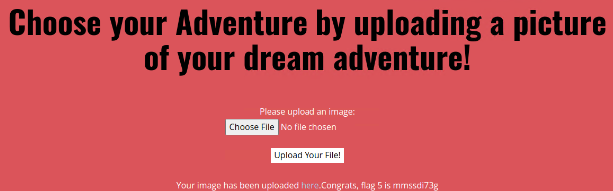 Choose your Adventure by uploading a picture
of your dream adventure!
Please upload an image:
Choose File No file chosen
Upload Your File!
Your image has been uploaded here.Congrats, flag 5 is mmssdi73g